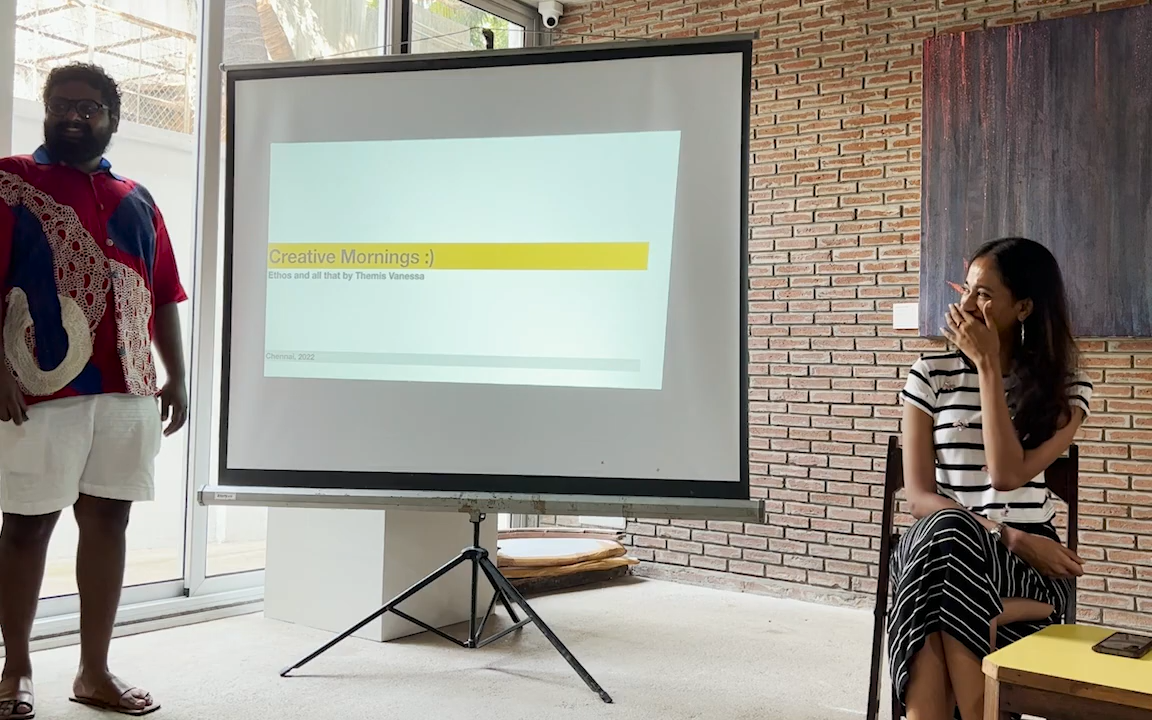 Creative Mornings :)
Ethos and all that by Themis Vanessa
Chennai, 2022